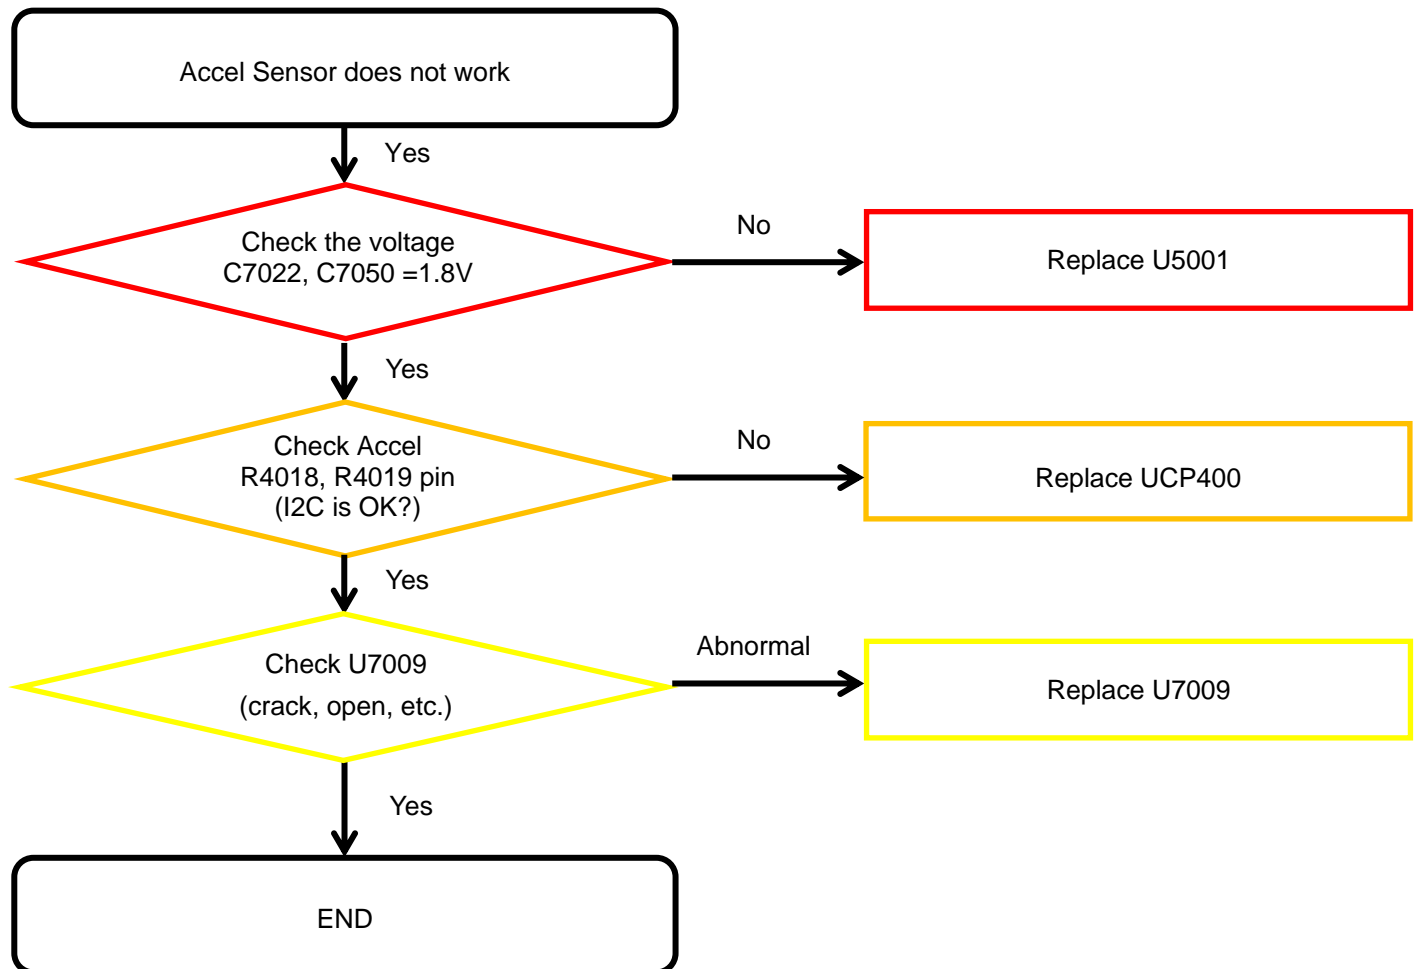 Accel Sensor does not work
Yes
Check the voltage
C7022, C7050 =1.8V
No
Replace U5001
Yes
Check Accel
R4018, R4019 pin
(I2C is OK?)
No
Replace UCP400
Yes
Check U7009
(crack, open, etc.)
Abnormal
Replace U7009
Yes
END